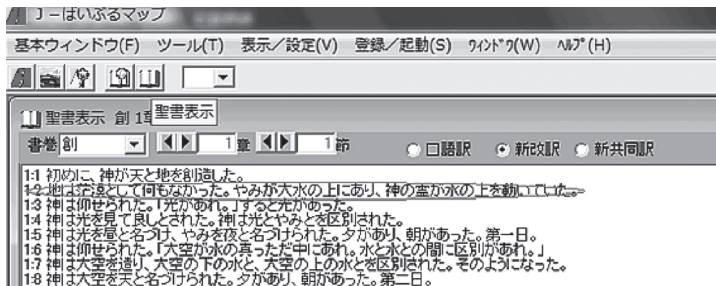 J－ばいぶるマップ
基本ウィンドウ(F) ツール(T) 表示／設定(V) 登録／起動(S) ｳｨﾝﾄﾞｳ(W) ﾍﾙﾌﾟ(H)
聖書表示 創 1章
聖書表示
書巻 創 1 章 1 節 口語訳 新改訳 新共同訳
1:1 初めに、神が天と地を創造した。
1:2 地は茫漠として何もなかった。やみが大水の上にあり、神の霊が水の上を動いていた。
1:3 神は仰せられた。「光があれ。」すると光があった。
1:4 神は光を見て良しとされた。神は光とやみとを区別された。
1:5 神は光を昼と名づけ、やみを夜と名づけられた。夕があり、朝があった。第一日。
1:6 神は仰せられた。「大空が水の真っただ中にあれ。水と水との間に区別があれ。」
1:7 神は大空を造り、大空の下の水と、大空の上の水とを区別された。そのようになった。
1:8 神は大空を天と名づけられた。夕があり、朝があった。第二日。